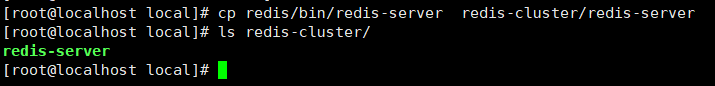 [root@localhost local]# cp redis/bin/redis-server  redis-cluster/redis-server
[root@localhost local]# ls redis-cluster/
redis-server
[root@localhost local]#